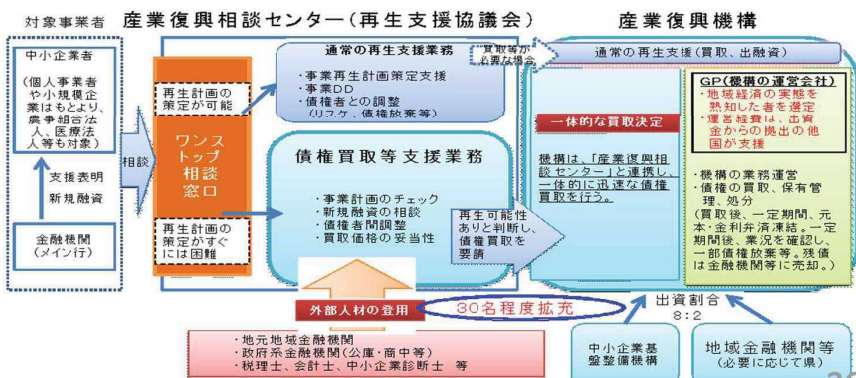 対象事業者
産業復興相談センター(再生支援協議会)
産業復興機構
中小企業者
(個人事業者
や小規模企
業はもとより、
農事組合法
人、医療法
人等も対象)
支援表明
新規融資
金融機関
(メイン行)
相談
再生計画の
策定が可能
ワンス
トップ
相談
窓口
再生計画の
策定がすぐ
には困難
通常の再生支援業務
・事業再生計画策定支援
・事業DD
・債権者との調整
(リスケ、債権放棄等)
買取等が
必要な場合
債権買取等支援業務
・事業計画のチェック
・新規融資の相談
・債権者間調整
・買取価格の妥当性
再生可能性
ありと判断し、
債権買取を
要請
通常の再生支援(買取、出融資)
一体的な買取決定
機構は、「産業復興相
談センター」と連携し、
一体的に迅速な債権
買取を行う。
GP(機構の運営会社)
・地域経済の実態を
熟知した者を選定
・運営経費は、出資
金からの拠出の他
国が支援
・機構の業務運営
・債権の買取、保有管
理、処分
(買取後、一定期間、元
本・金利弁済凍結。一定
期間後、業況を確認し、
一部債権放棄等。残債
は金融機関等に売却。)
外部人材の登用
30名程度拡充
・地元地域金融機関
・政府系金融機関(公庫・商中等)
・税理士、会計士、中小企業診断士 等
出資割合
8:2
中小企業基
盤整備機構
地域金融機関等
(必要に応じて県)